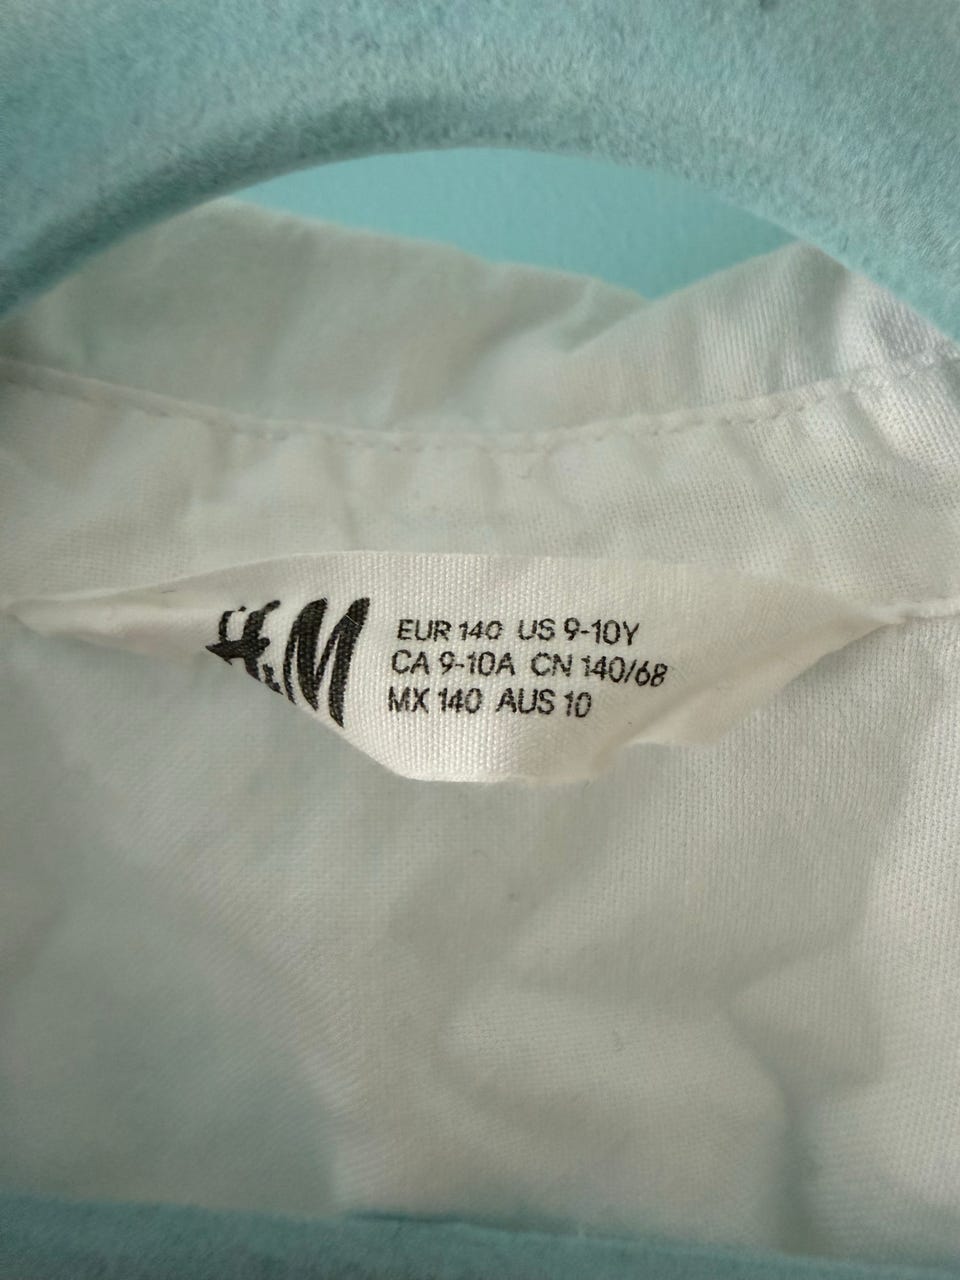 H&M
EUR 140 US 9-10Y
CA 9-10A CN 140/68
MX 140 AUS 10